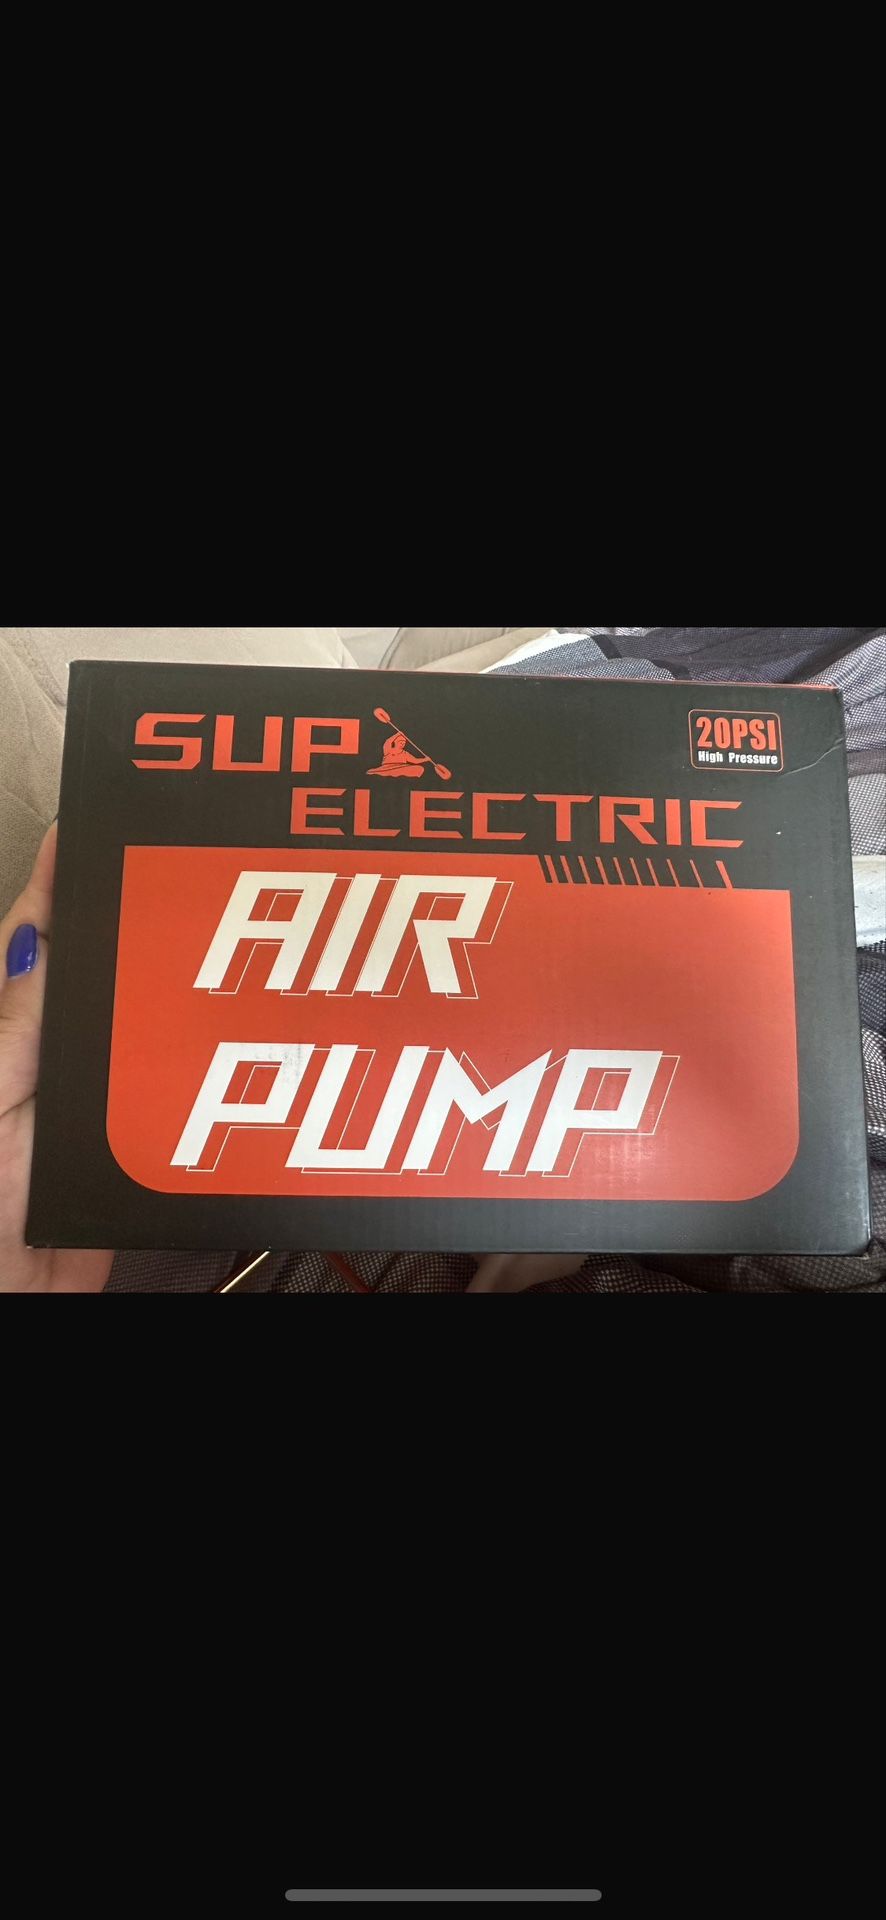 SUP
20PSI
High Pressure
ELECTRIC
AIR
PUMP